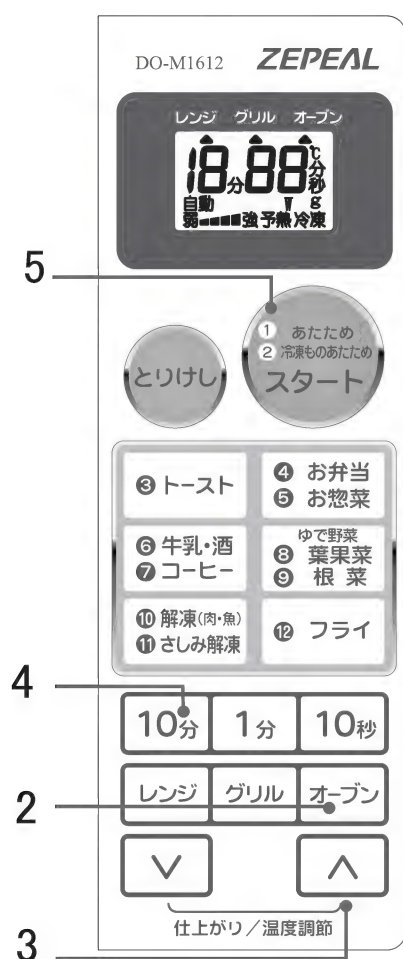 DO-M1612 ZEPEAL
レンジ グリル オーブン
18分88℃分秒
自動 W g
弱 強 予熱 冷凍
5
とりけし
① あたため
② 冷凍ものあたため
スタート
❸ トースト
❹ お弁当
❺ お惣菜
❻ 牛乳・酒
❼ コーヒー
ゆで野菜
❽ 葉果菜
❾ 根 菜
❿ 解凍(肉・魚)
⓫ さしみ解凍
⓬ フライ
4
10分 1分 10秒
2
レンジ グリル オーブン
仕上がり/温度調節
3